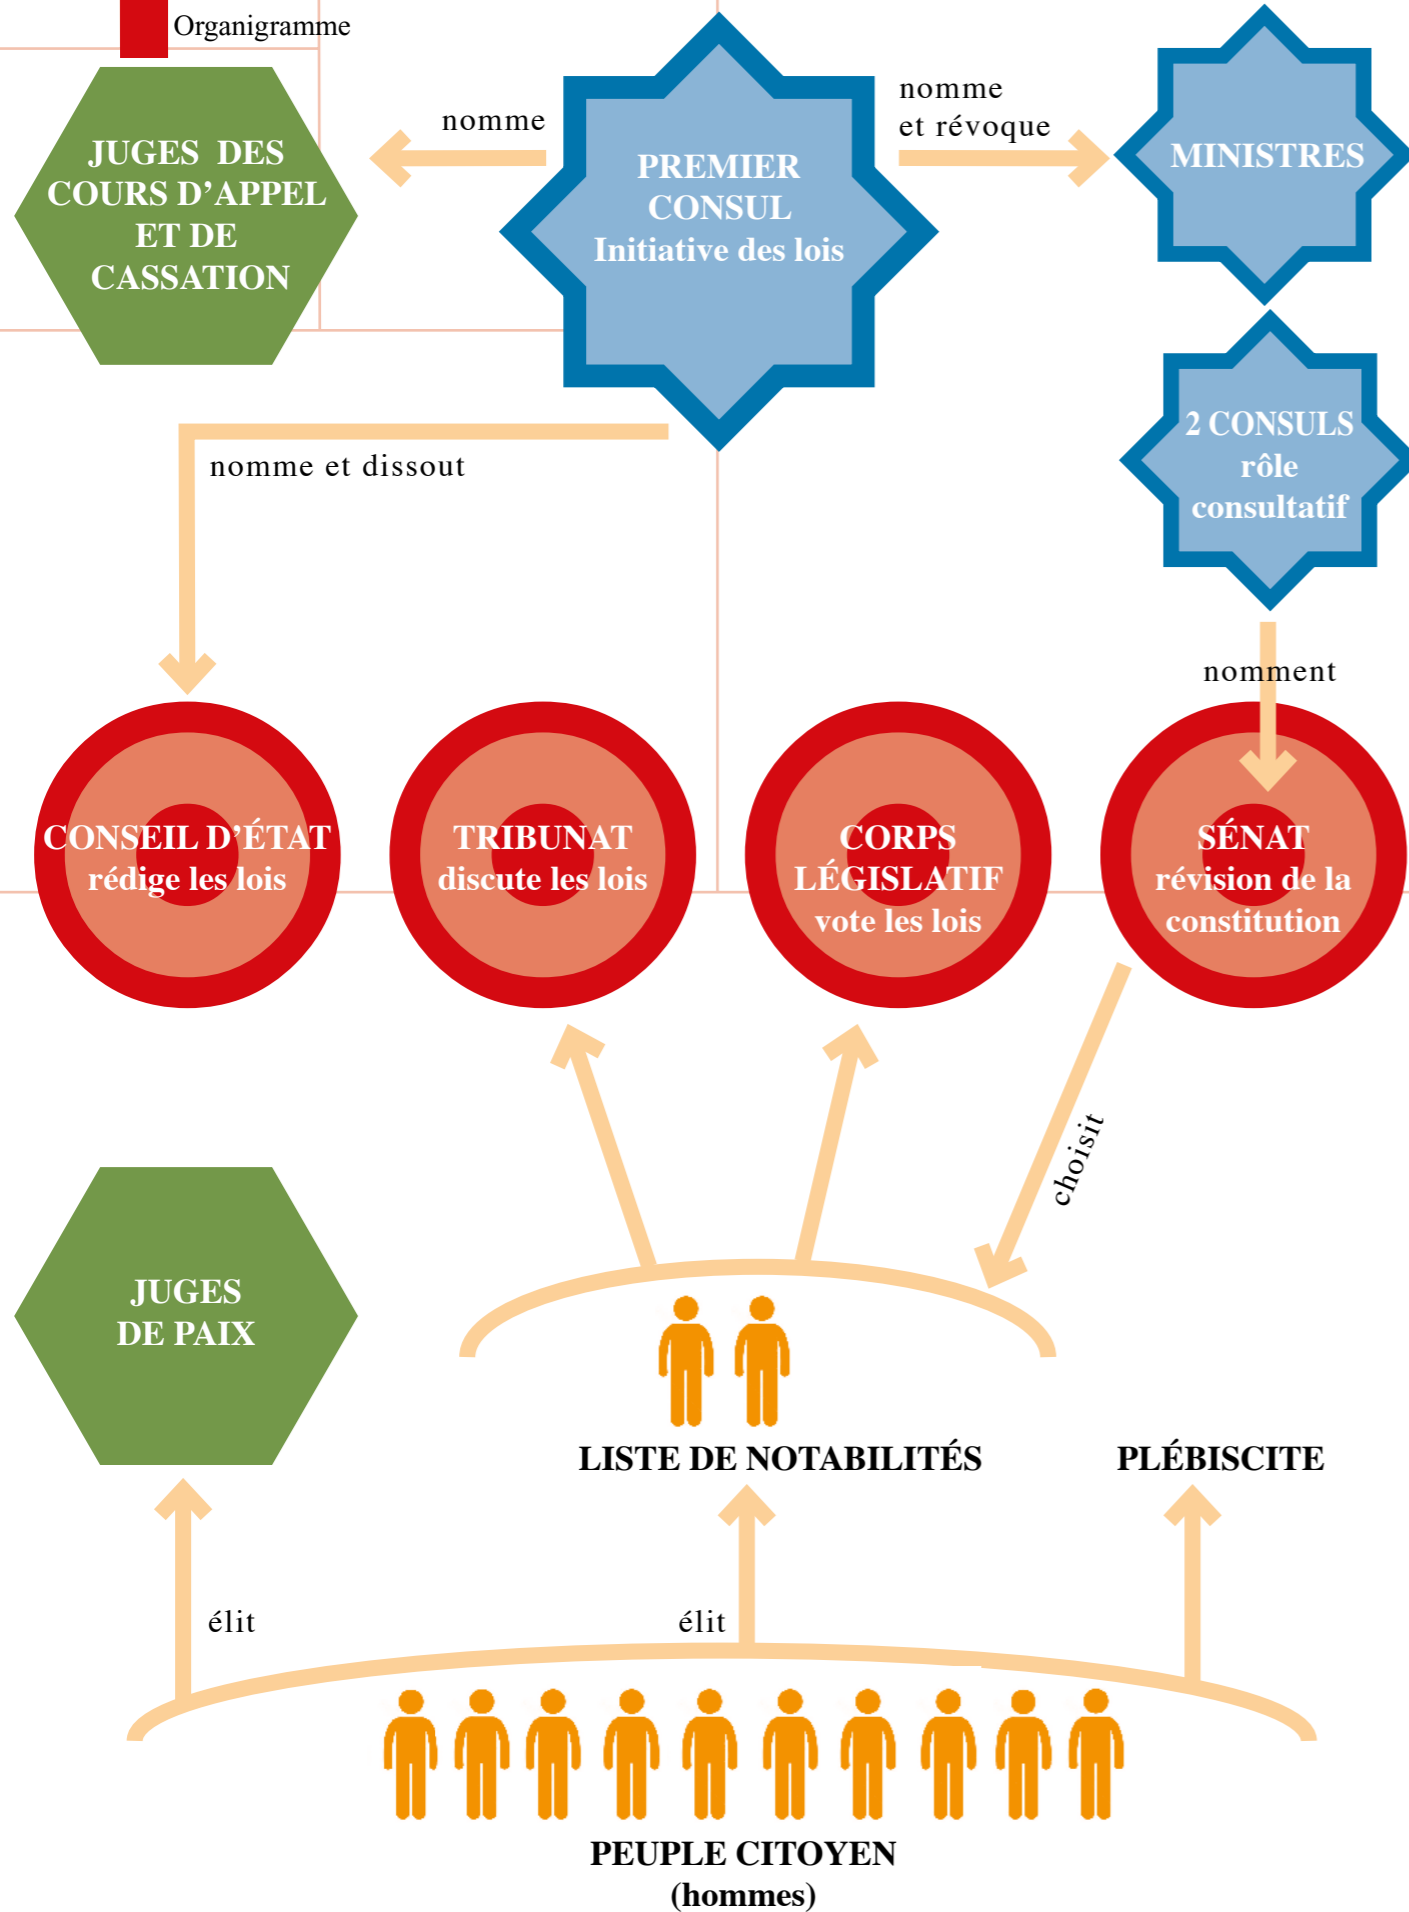 Organigramme
JUGES DES
COURS D’APPEL
ET DE
CASSATION
nomme
PREMIER
CONSUL
Initiative des lois
nomme
et révoque
MINISTRES
2 CONSULS
rôle
consultatif
nomme et dissout
nomment
CONSEIL D’ÉTAT
rédige les lois
TRIBUNAT
discute les lois
CORPS
LÉGISLATIF
vote les lois
SÉNAT
révision de la
constitution
choisit
JUGES
DE PAIX
LISTE DE NOTABILITÉS
PLÉBISCITE
élit
élit
PEUPLE CITOYEN
(hommes)